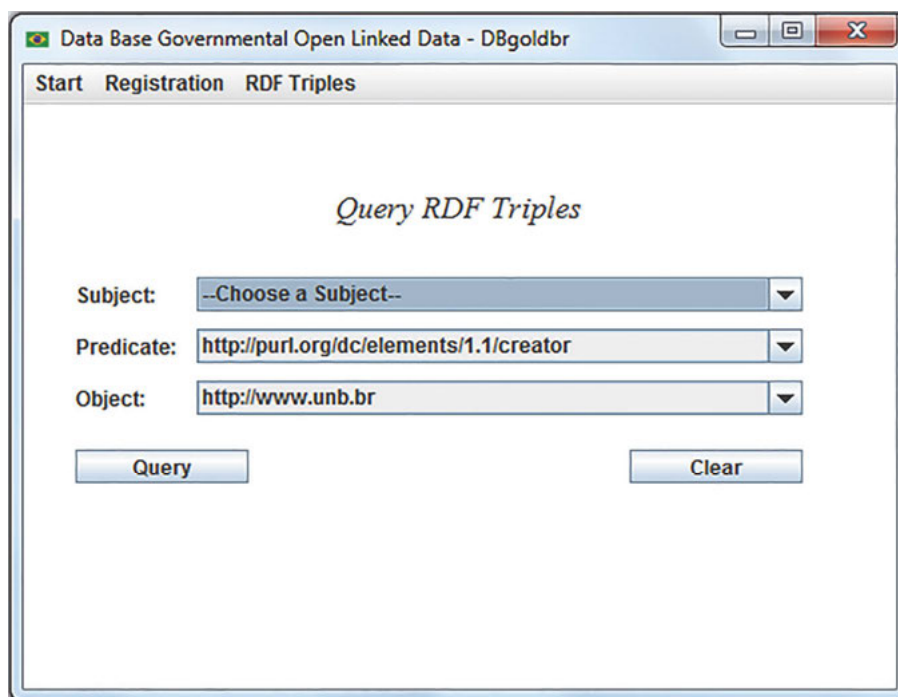 Data Base Governmental Open Linked Data - DBgoldbr
Start Registration RDF Triples
Query RDF Triples
Subject: --Choose a Subject--
Predicate: http://purl.org/dc/elements/1.1/creator
Object: http://www.unb.br
Query Clear